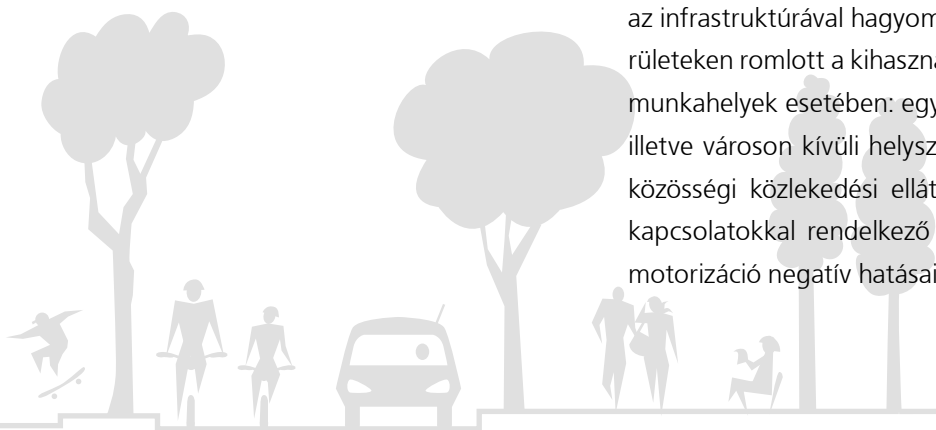 az infrastruktúrával hagyom
rületeken romlott a kihaszná
munkahelyek esetében: egy
illetve városon kívüli helysz
közösségi közlekedési ellát
kapcsolatokkal rendelkező
motorizáció negatív hatásai